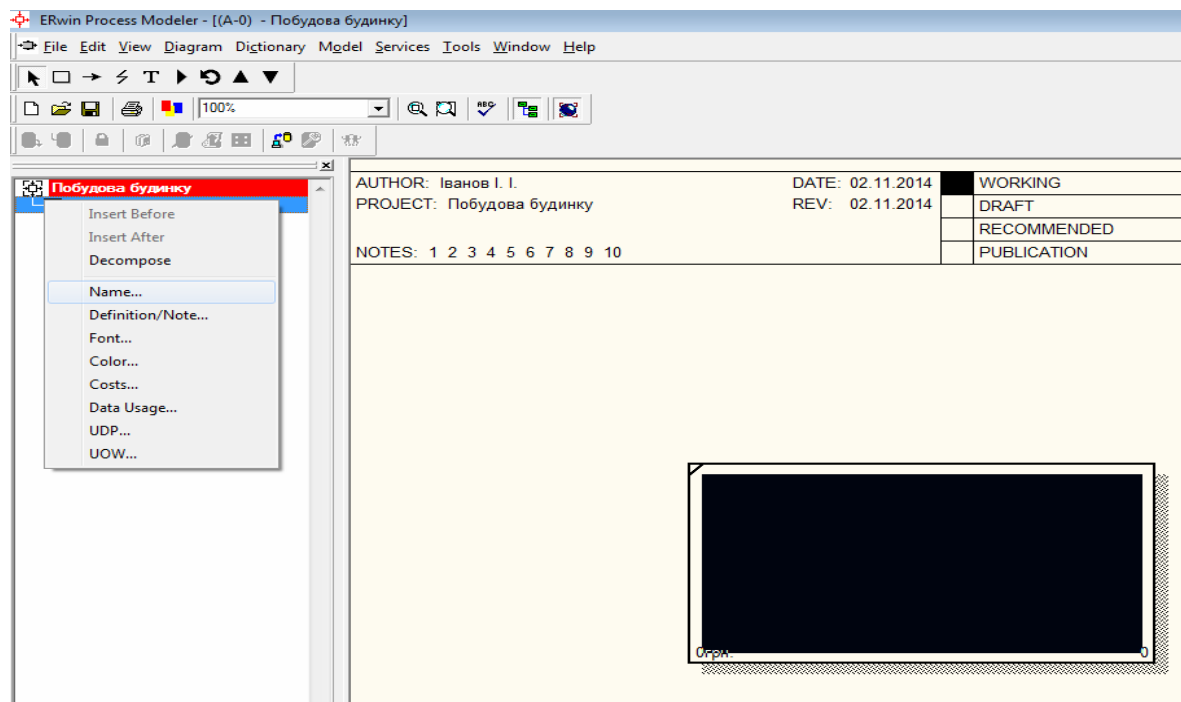 ERwin Process Modeler - [(A-0) - Побудова будинку]
File Edit View Diagram Dictionary Model Services Tools Window Help
T
100%
ABC
Побудова будинку
Insert Before
Insert After
Decompose
Name...
Definition/Note...
Font...
Color...
Costs...
Data Usage...
UDP...
UOW...
AUTHOR: Іванов І. І. DATE: 02.11.2014 WORKING
PROJECT: Побудова будинку REV: 02.11.2014 DRAFT
RECOMMENDED
NOTES: 1 2 3 4 5 6 7 8 9 10 PUBLICATION
0грн. 0